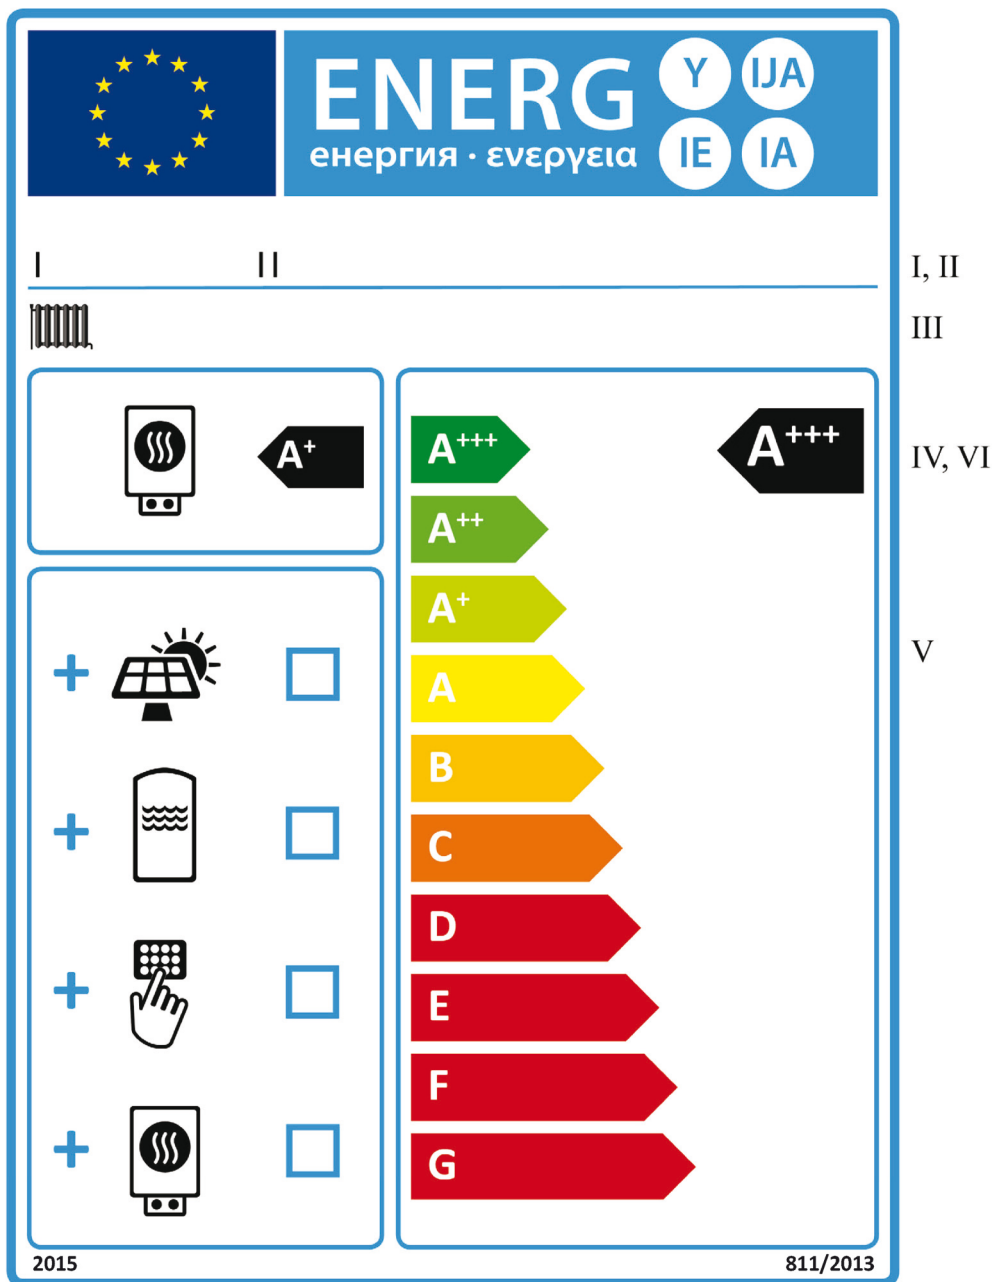 ENERG Y IJA
енергия · ενεργεια IE IA
I II I, II
III
A+ A+++ A+++ IV, VI
A++
A+
A V
B
C
D
E
F
G
2015 811/2013